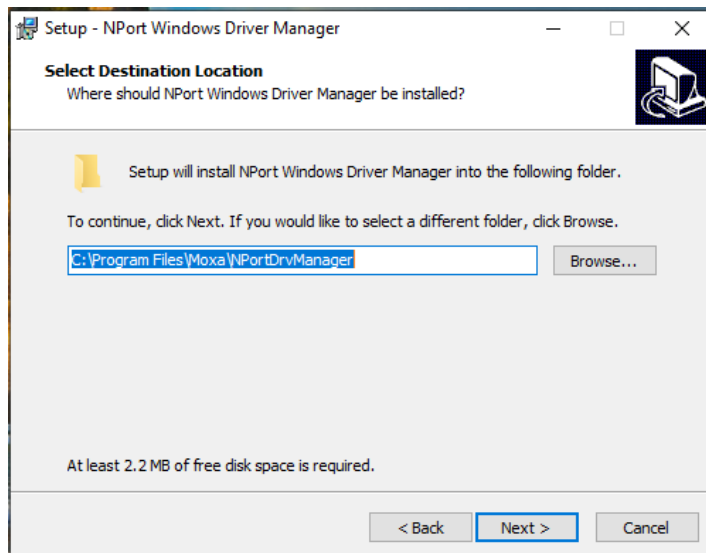 Setup - NPort Windows Driver Manager
Select Destination Location
Where should NPort Windows Driver Manager be installed?
Setup will install NPort Windows Driver Manager into the following folder.
To continue, click Next. If you would like to select a different folder, click Browse.
C:\Program Files\Moxa\NPortDrvManager
Browse...
At least 2.2 MB of free disk space is required.
< Back
Next >
Cancel